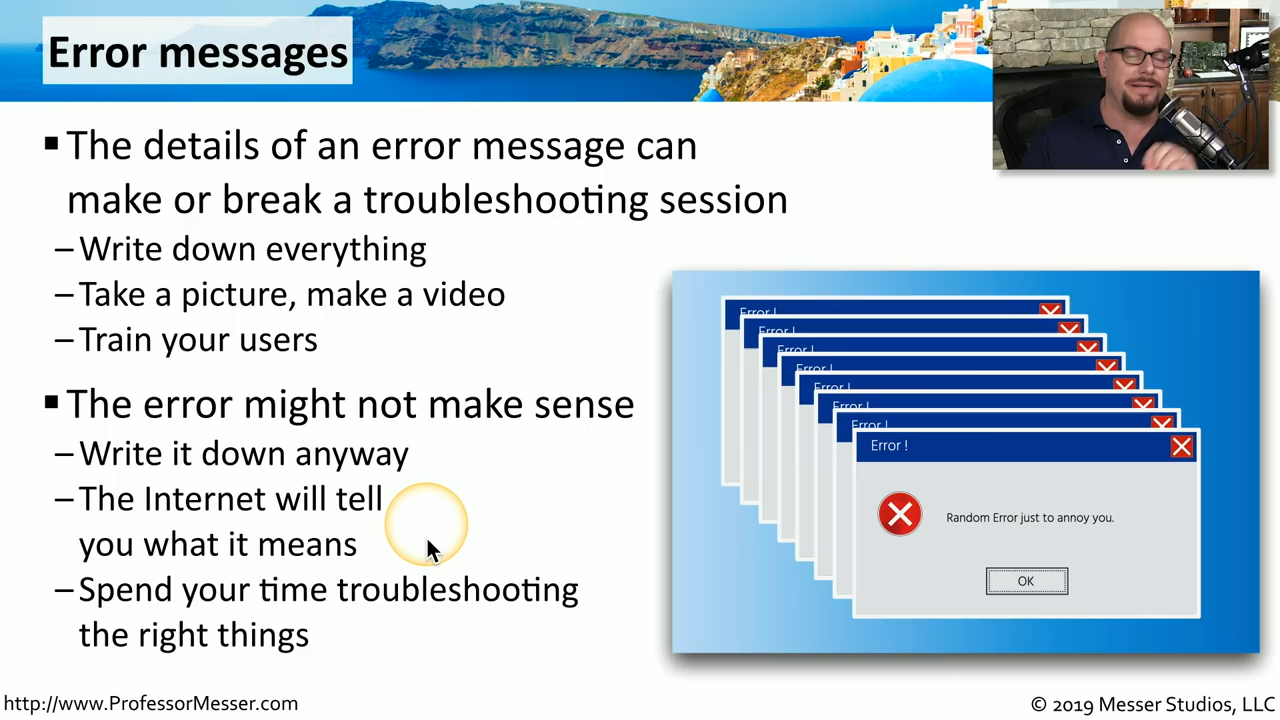 Error messages
▪ The details of an error message can
make or break a troubleshooting session
– Write down everything
– Take a picture, make a video
– Train your users
▪ The error might not make sense
– Write it down anyway
– The Internet will tell
you what it means
– Spend your time troubleshooting
the right things
Error !
Error !
Error !
Error !
Error !
Error !
Error !
Error !
Random Error just to annoy you.
OK
http://www.ProfessorMesser.com
© 2019 Messer Studios, LLC